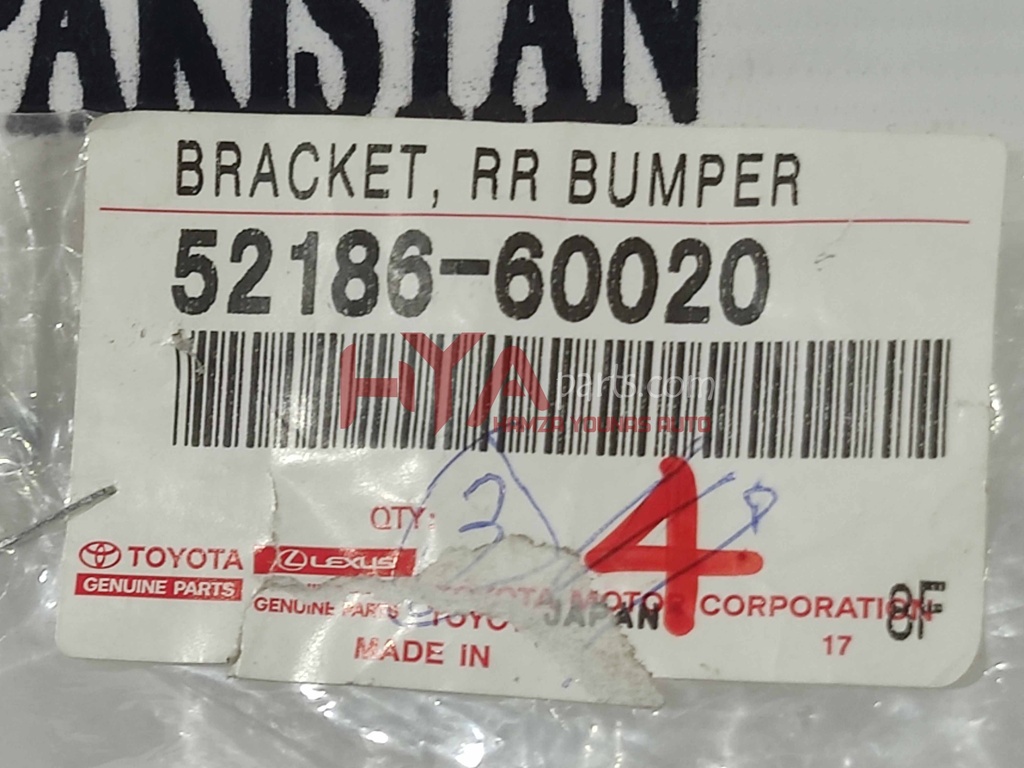 PAKISTAN
BRACKET, RR BUMPER
52186-60020
HYA parts.com
HAMZA YOUNAS AUTO
QTY: 2
4
TOYOTA LEXUS
GENUINE PARTS GENUINE PARTS
TOYOTA MOTOR CORPORATION
JAPAN 8F
MADE IN 17